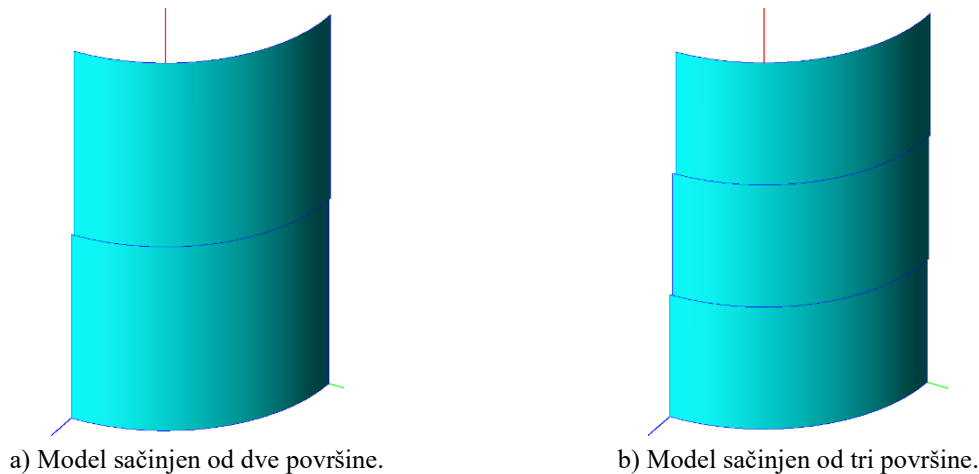 a) Model sačinjen od dve površine.
b) Model sačinjen od tri površine.